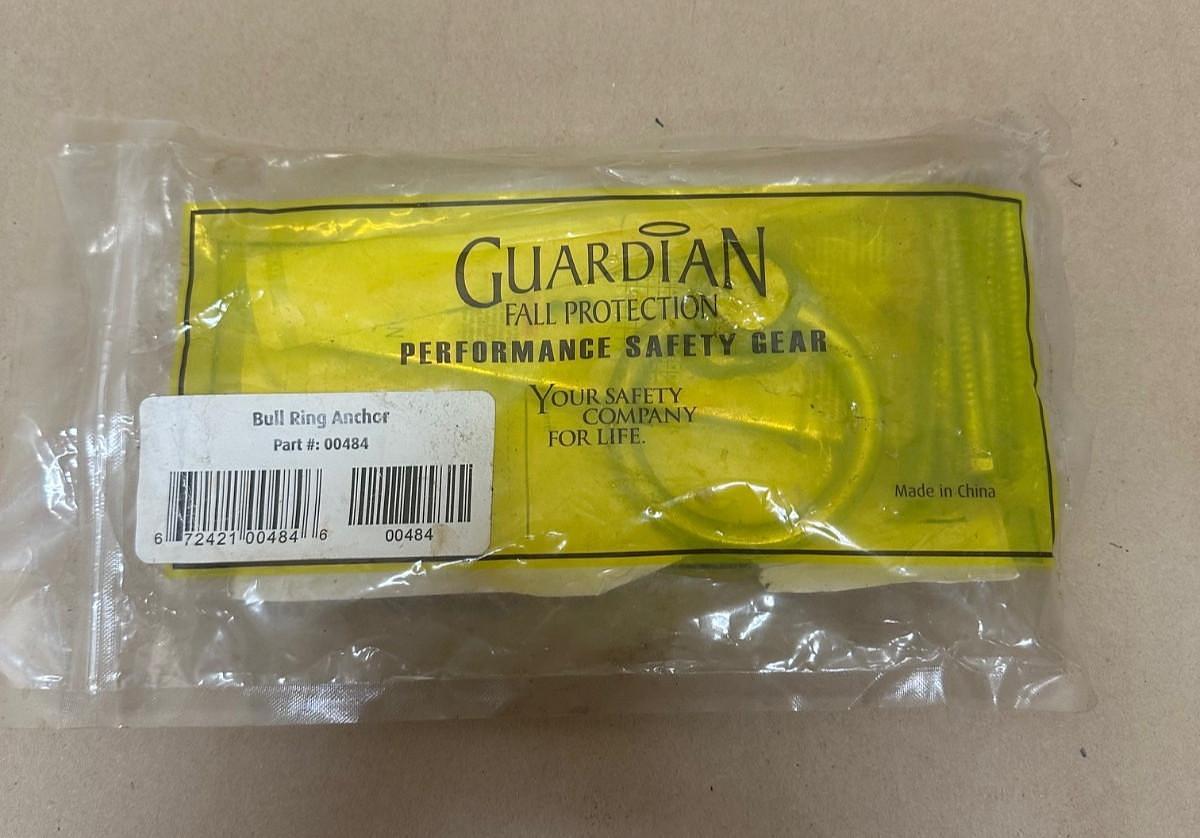 GUARDIAN
FALL PROTECTION
PERFORMANCE SAFETY GEAR
YOUR SAFETY
COMPANY
FOR LIFE.
Bull Ring Anchor
Part #: 00484
6 72421 00484 6
00484
Made in China